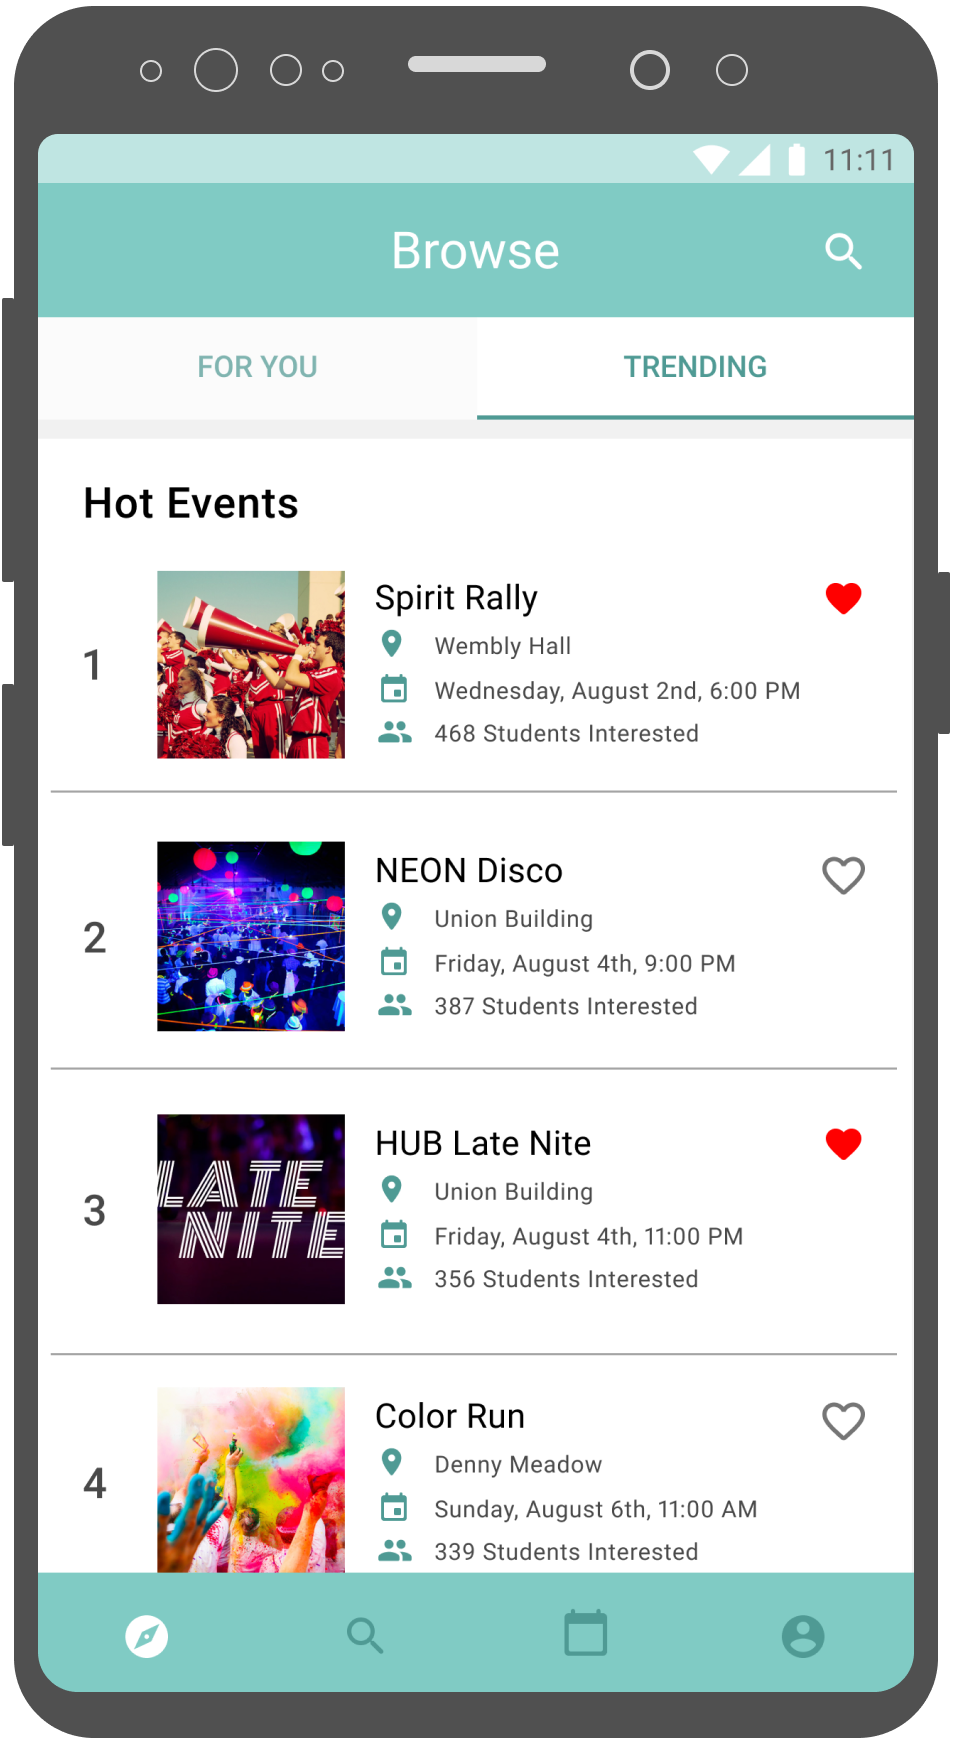 11:11
Browse
FOR YOU
TRENDING
Hot Events
1
Spirit Rally
Wembly Hall
Wednesday, August 2nd, 6:00 PM
468 Students Interested
2
NEON Disco
Union Building
Friday, August 4th, 9:00 PM
387 Students Interested
3
LATE
NITE
HUB Late Nite
Union Building
Friday, August 4th, 11:00 PM
356 Students Interested
4
Color Run
Denny Meadow
Sunday, August 6th, 11:00 AM
339 Students Interested